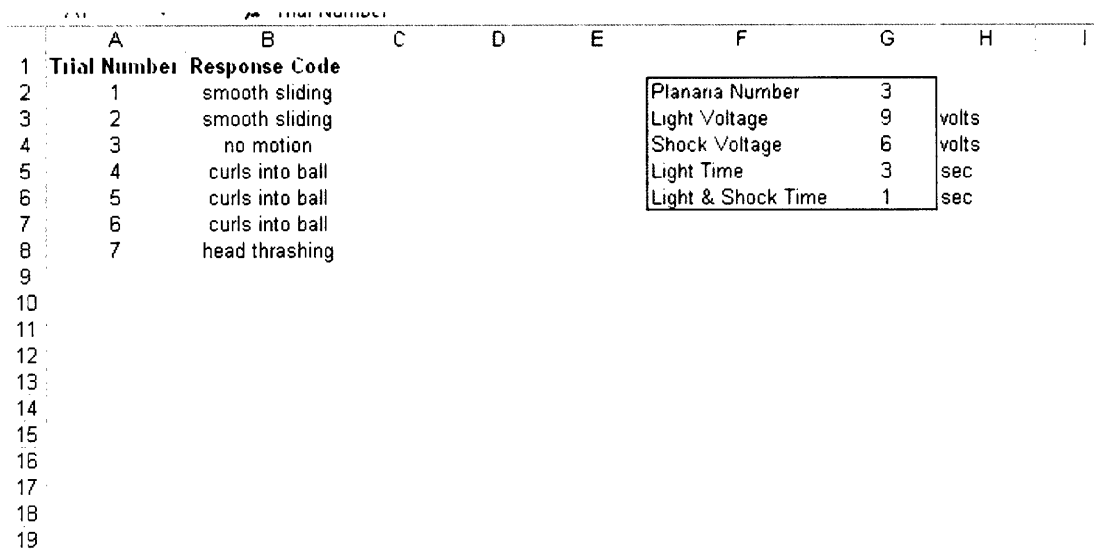 A B C D E F G H I
1 Trial Number Response Code
2 1 smooth sliding Planaria Number 3
3 2 smooth sliding Light Voltage 9 volts
4 3 no motion Shock Voltage 6 volts
5 4 curls into ball Light Time 3 sec
6 5 curls into ball Light & Shock Time 1 sec
7 6 curls into ball
8 7 head thrashing
9
10
11
12
13
14
15
16
17
18
19